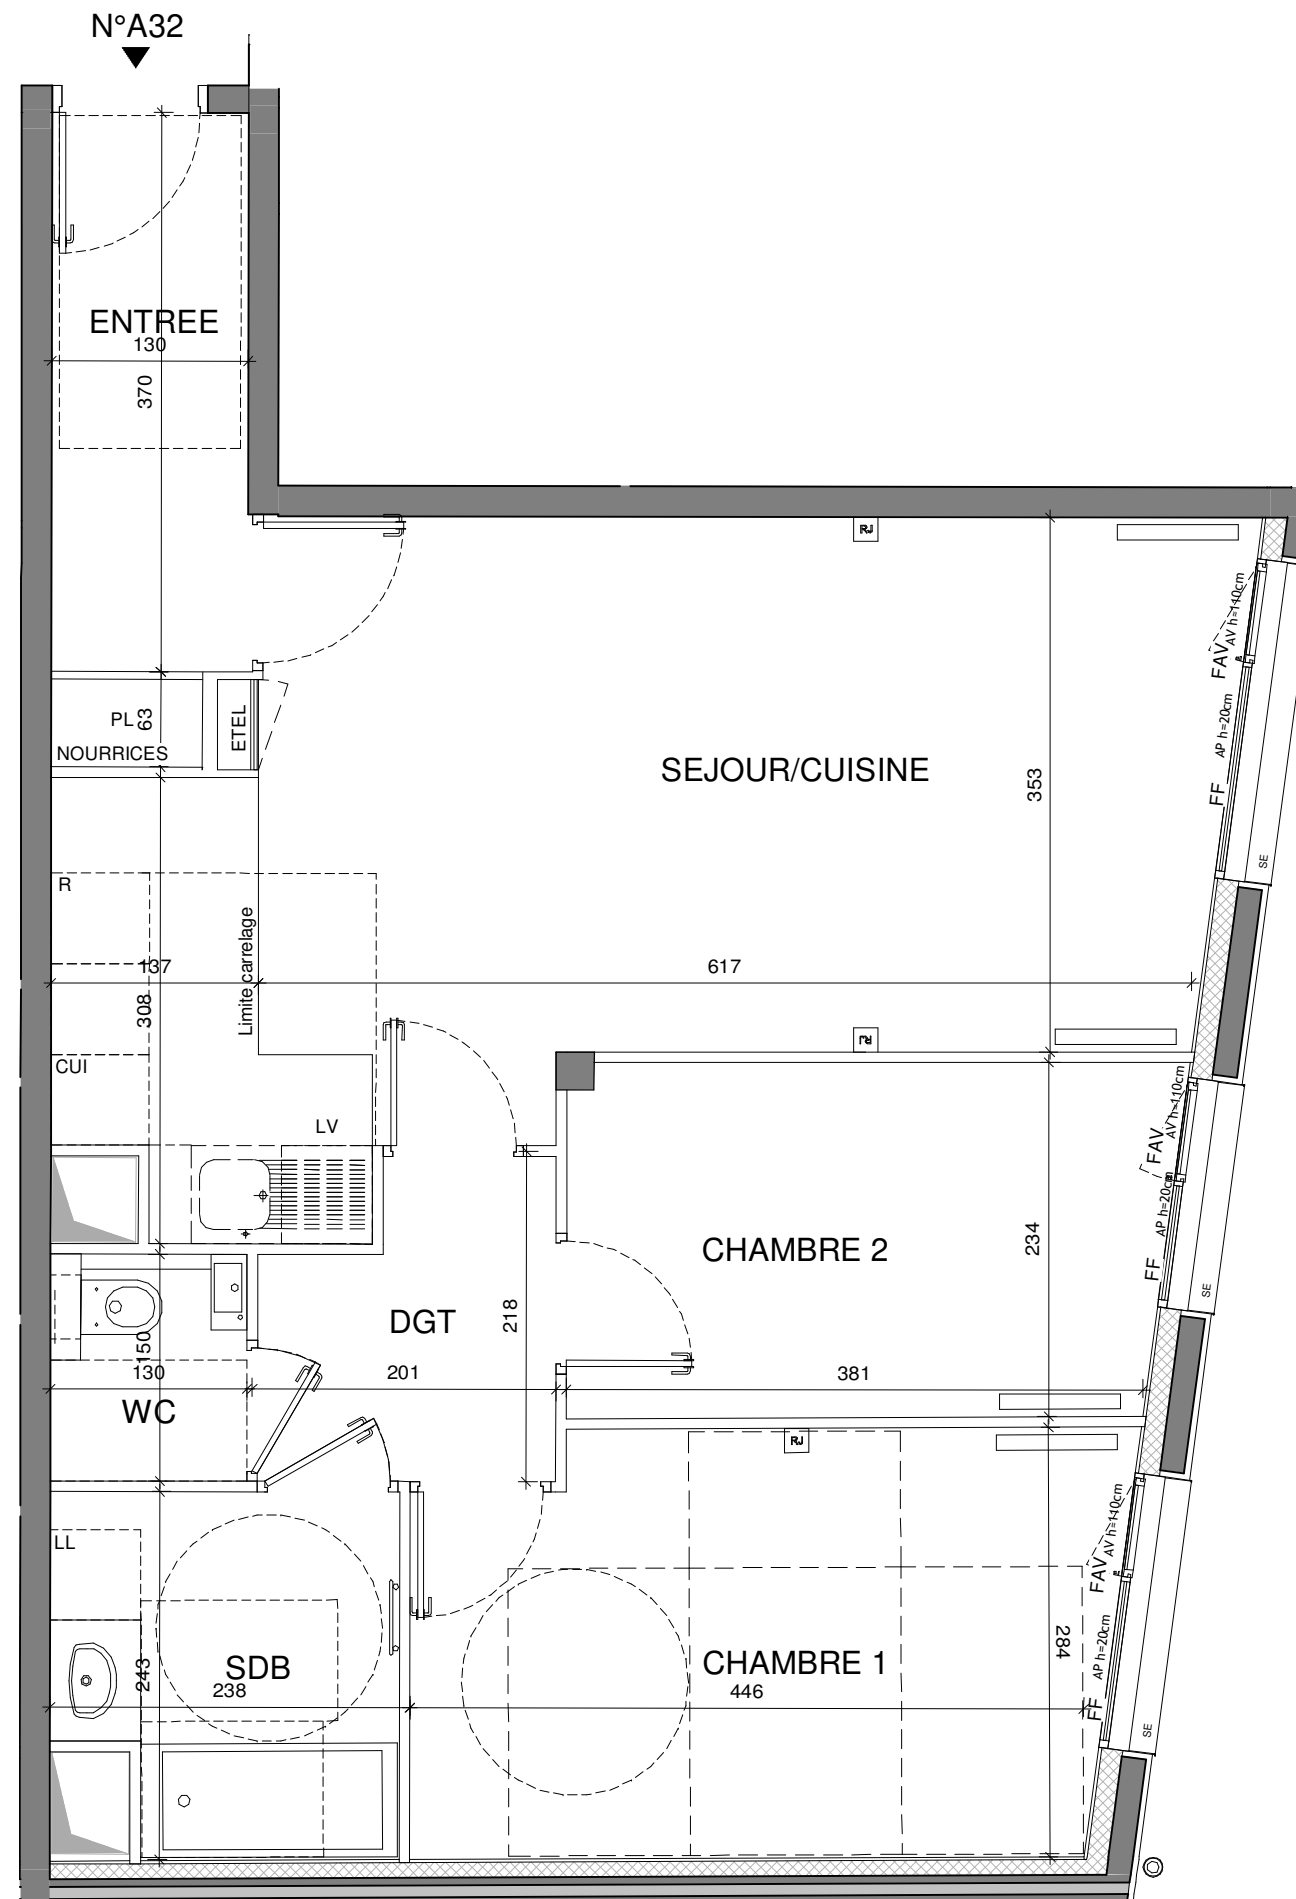 N°A32
ENTREE
130
370
RJ
AV h=110cm
FAV
AP h=20cm
FF
SE
PL
63
NOURRICES
ETEL
SEJOUR/CUISINE
353
R
Limite carrelage
137
617
308
CUI
RJ
LV
AV h=110cm
FAV
AP h=20cm
FF
SE
CHAMBRE 2
234
DGT
218
150
130
201
381
WC
RJ
AV h=110cm
FAV
AP h=20cm
FF
SE
LL
SDB
243
238
CHAMBRE 1
284
446